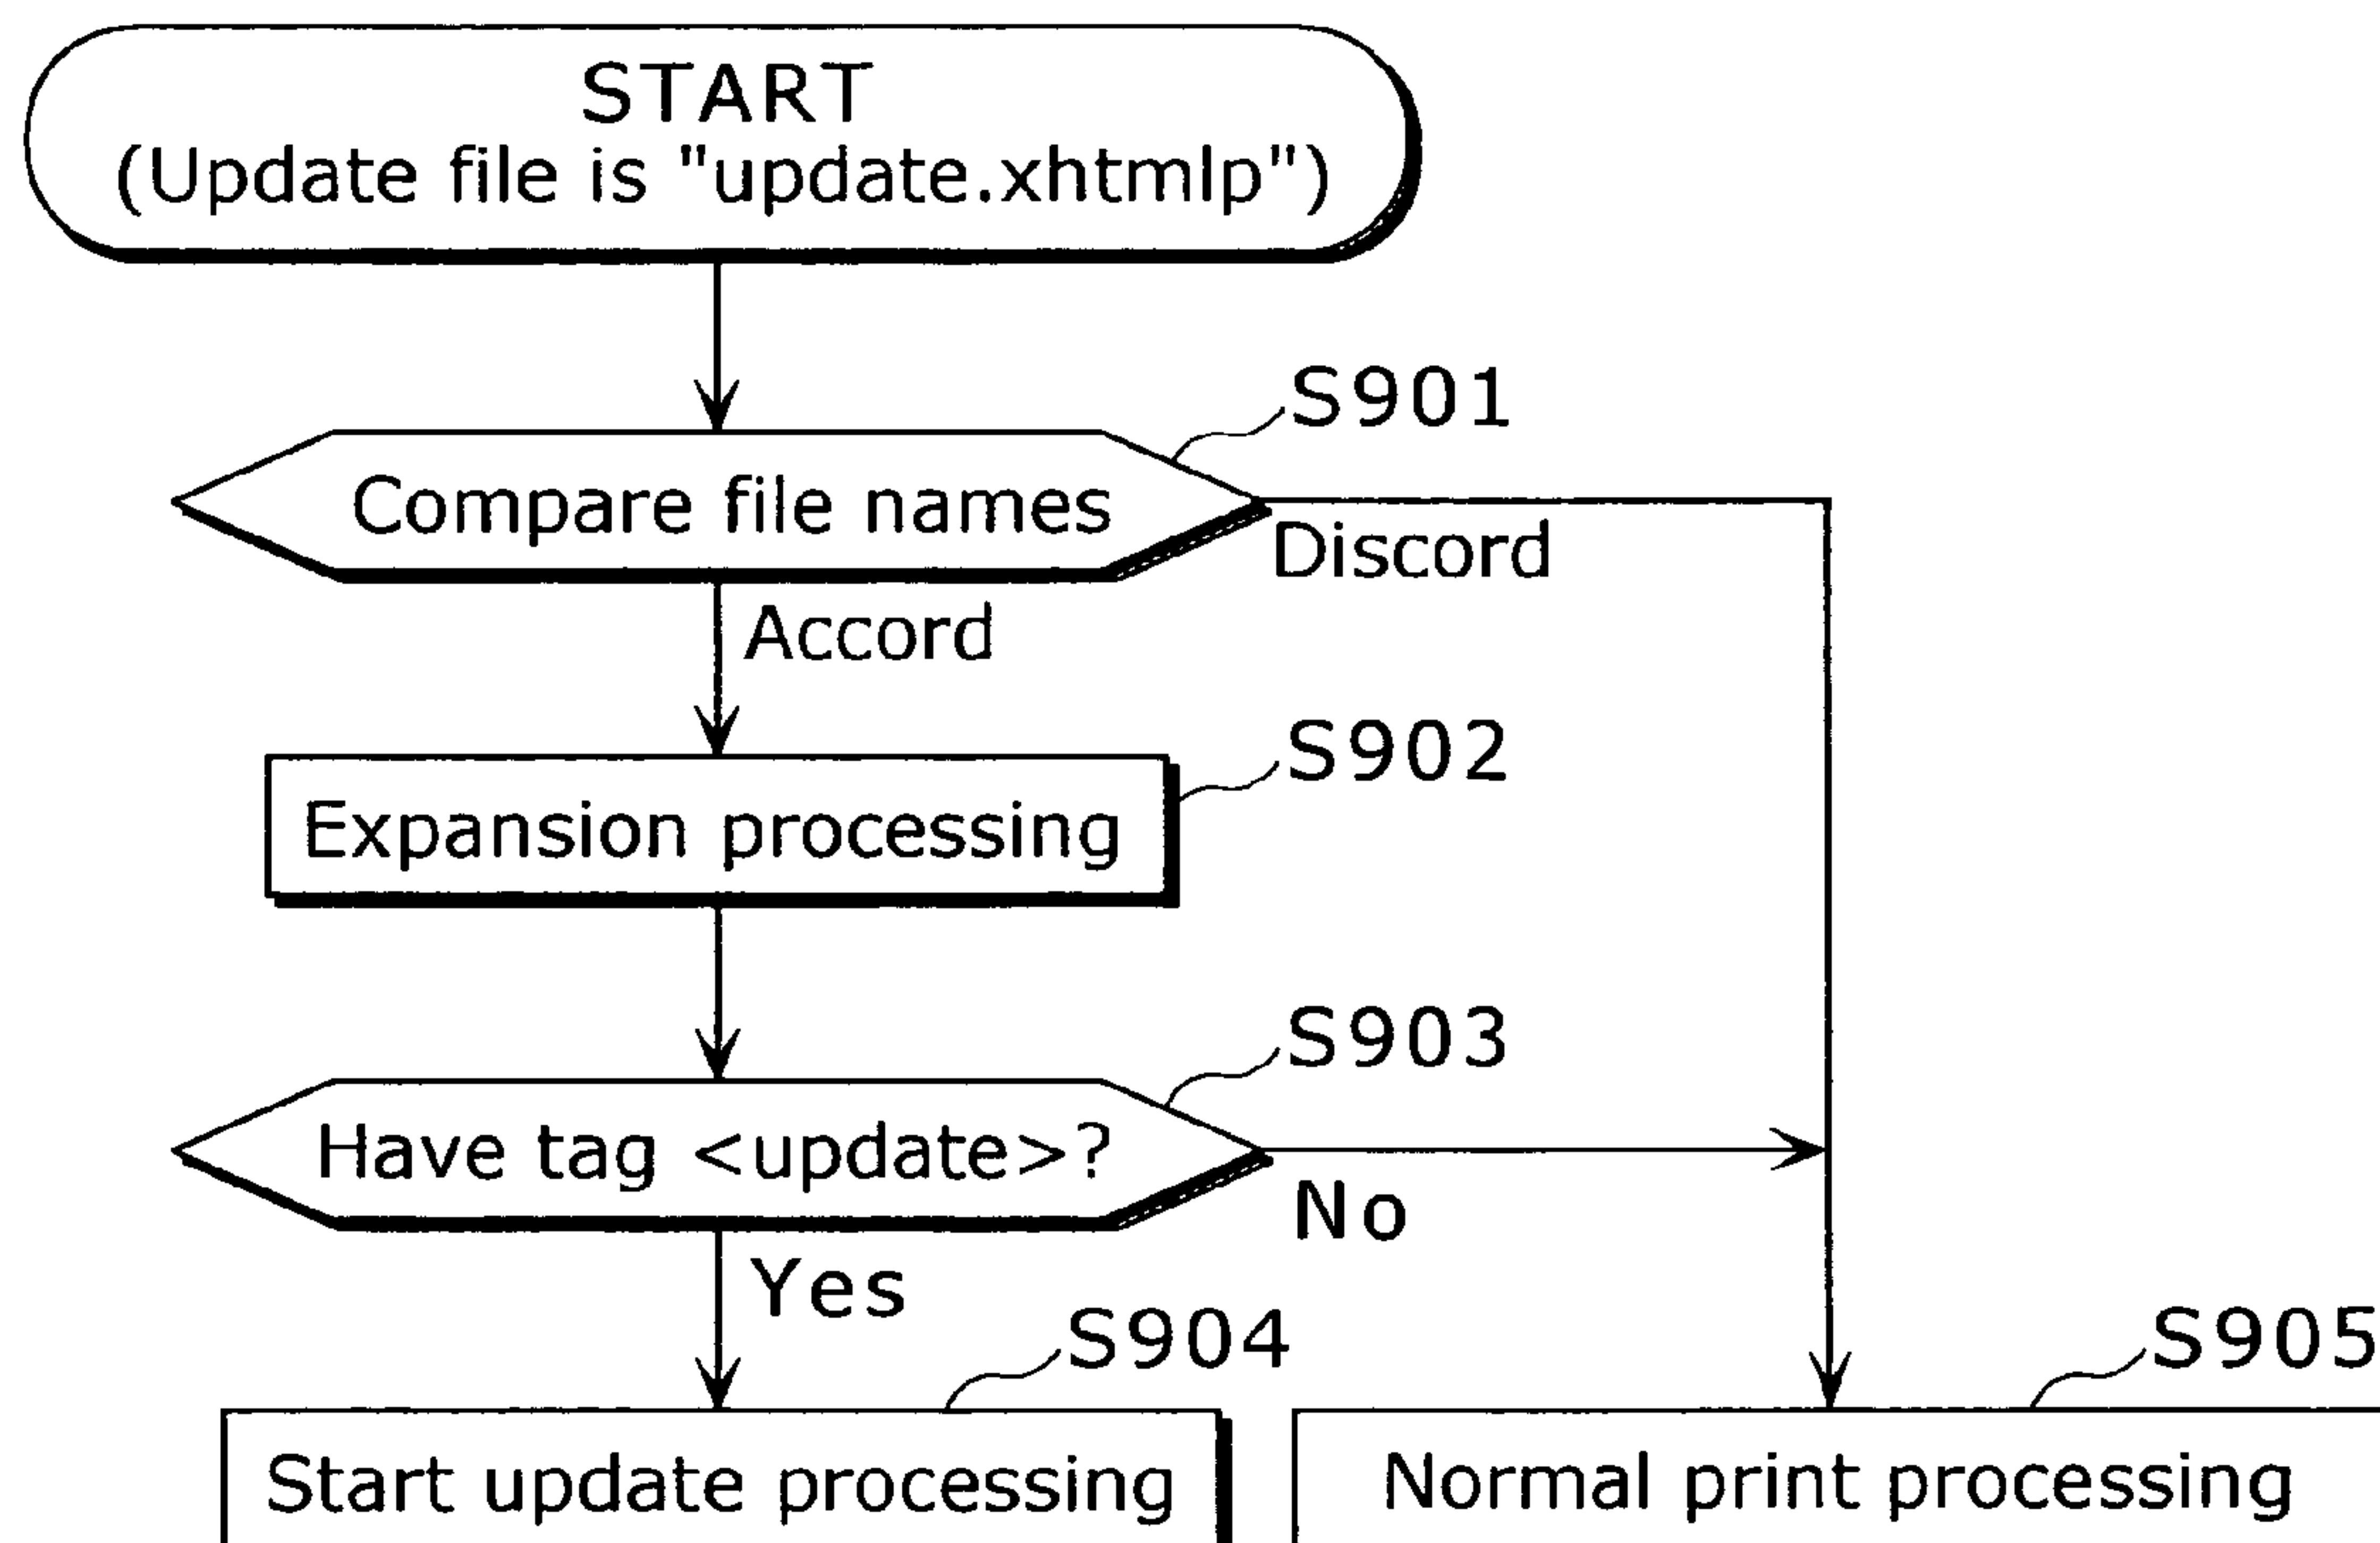 START
(Update file is "update.xhtmlp")
S901
Compare file names
Discord
Accord
S902
Expansion processing
S903
Have tag <update>?
No
Yes
S904
S905
Start update processing
Normal print processing